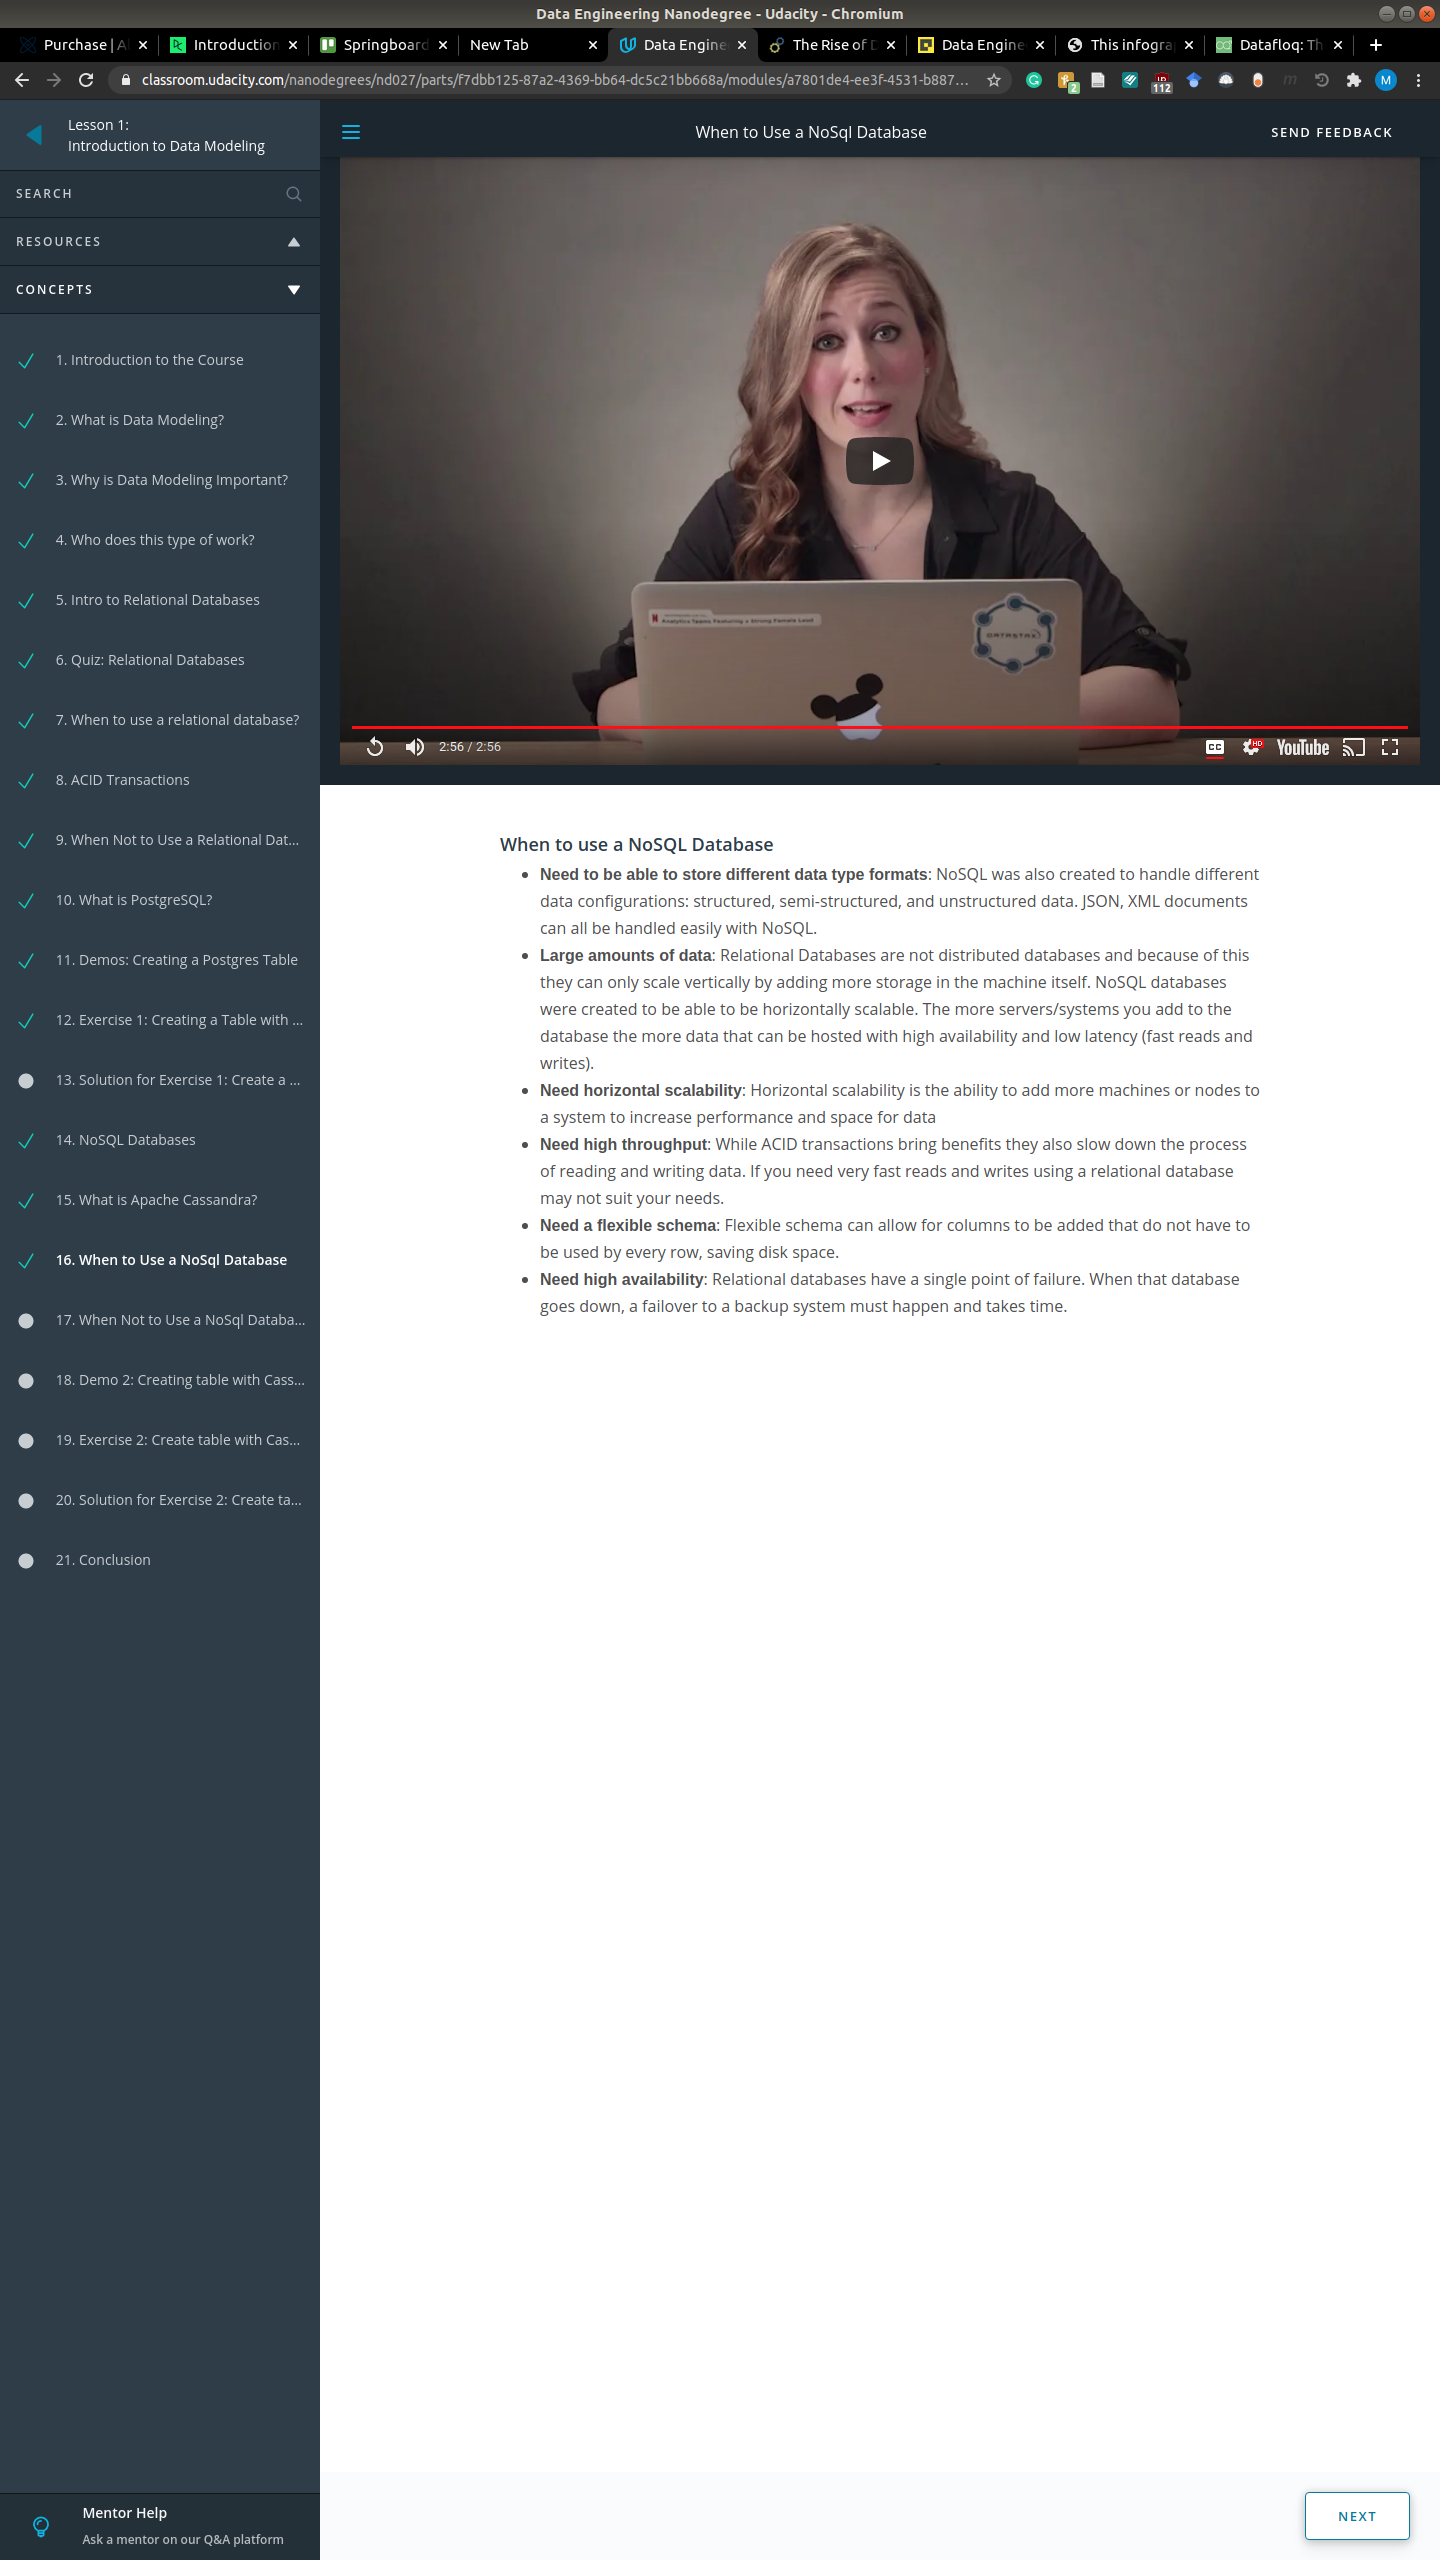 Data Engineering Nanodegree - Udacity - Chromium
Purchase | A
Introduction
Springboard
New Tab
Data Engine
The Rise of D
Data Engine
This infogra
Datafloq: Th
classroom.udacity.com/nanodegrees/nd027/parts/f7dbb125-87a2-4369-bb64-dc5c21bb668a/modules/a7801de4-ee3f-4531-b887...
2
112
M
Lesson 1:
Introduction to Data Modeling
SEARCH
RESOURCES
CONCEPTS
1. Introduction to the Course
2. What is Data Modeling?
3. Why is Data Modeling Important?
4. Who does this type of work?
5. Intro to Relational Databases
6. Quiz: Relational Databases
7. When to use a relational database?
8. ACID Transactions
9. When Not to Use a Relational Dat...
10. What is PostgreSQL?
11. Demos: Creating a Postgres Table
12. Exercise 1: Creating a Table with ...
13. Solution for Exercise 1: Create a ...
14. NoSQL Databases
15. What is Apache Cassandra?
16. When to Use a NoSql Database
17. When Not to Use a NoSql Databa...
18. Demo 2: Creating table with Cass...
19. Exercise 2: Create table with Cas...
20. Solution for Exercise 2: Create ta...
21. Conclusion
Mentor Help
Ask a mentor on our Q&A platform
When to Use a NoSql Database
SEND FEEDBACK
Analytics Teams Featuring a Strong Female Lead
DATASTAX
2:56 / 2:56
CC
HD
YouTube
When to use a NoSQL Database
Need to be able to store different data type formats: NoSQL was also created to handle different
data configurations: structured, semi-structured, and unstructured data. JSON, XML documents
can all be handled easily with NoSQL.
Large amounts of data: Relational Databases are not distributed databases and because of this
they can only scale vertically by adding more storage in the machine itself. NoSQL databases
were created to be able to be horizontally scalable. The more servers/systems you add to the
database the more data that can be hosted with high availability and low latency (fast reads and
writes).
Need horizontal scalability: Horizontal scalability is the ability to add more machines or nodes to
a system to increase performance and space for data
Need high throughput: While ACID transactions bring benefits they also slow down the process
of reading and writing data. If you need very fast reads and writes using a relational database
may not suit your needs.
Need a flexible schema: Flexible schema can allow for columns to be added that do not have to
be used by every row, saving disk space.
Need high availability: Relational databases have a single point of failure. When that database
goes down, a failover to a backup system must happen and takes time.
NEXT